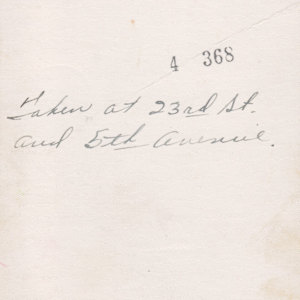 4 368
Taken at 23rd St.
and 5th Avenue.